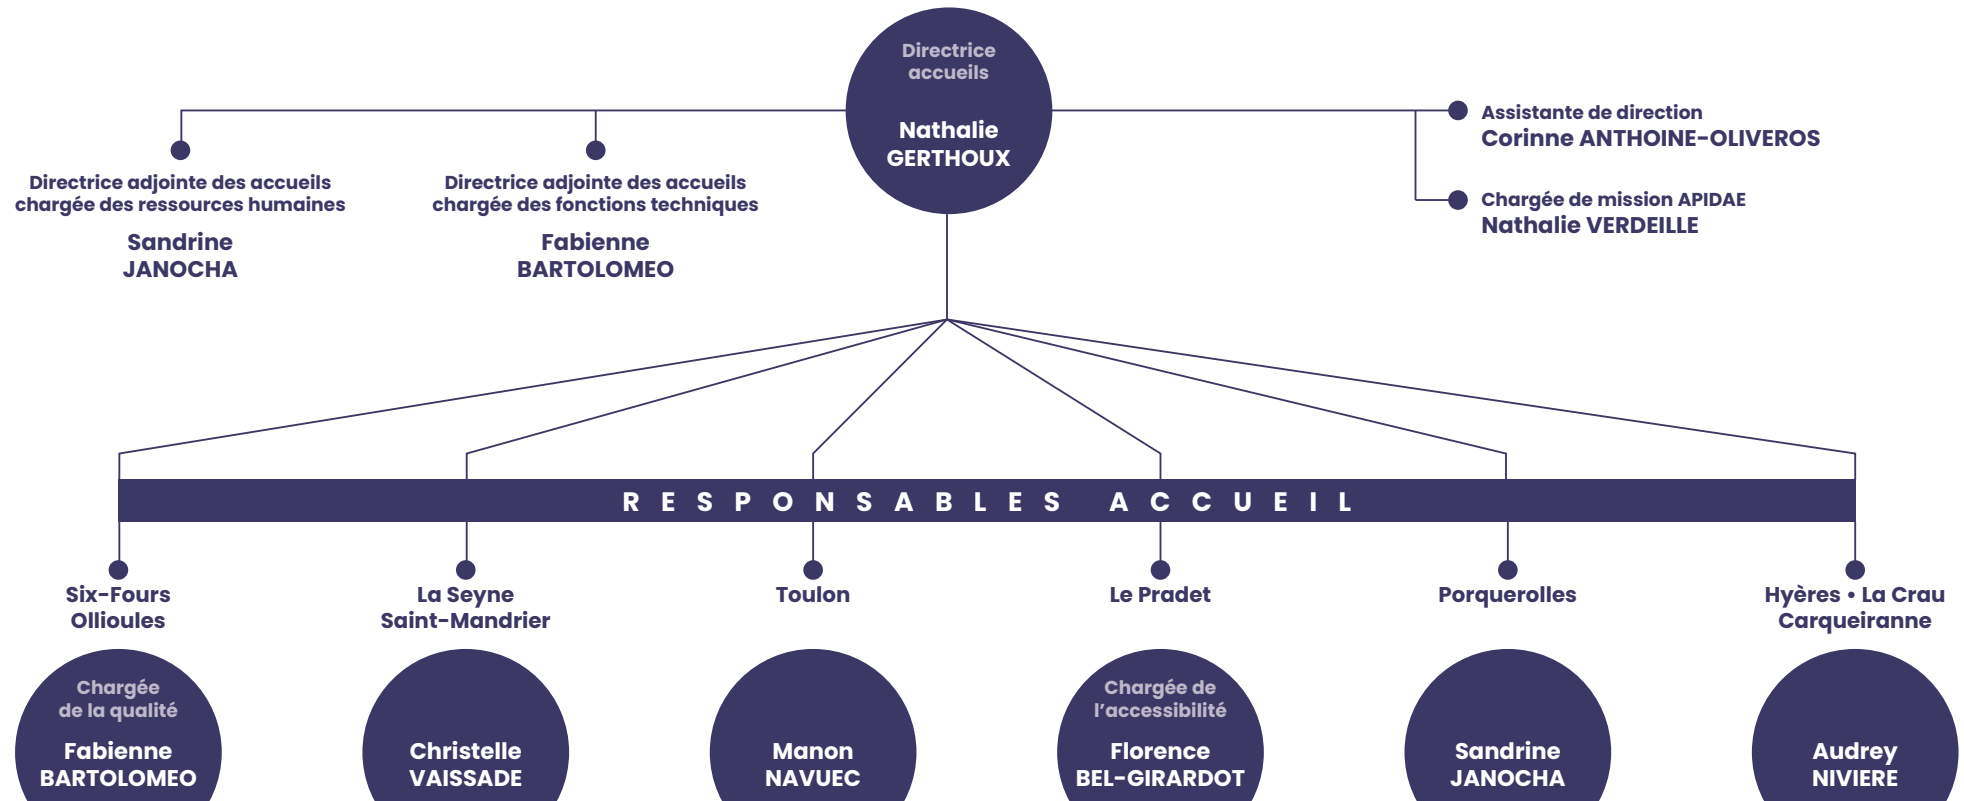 Directrice
accueils
Nathalie
GERTHOUX
Directrice adjointe des accueils
chargée des ressources humaines
Sandrine
JANOCHA
Directrice adjointe des accueils
chargée des fonctions techniques
Fabienne
BARTOLOMEO
Assistante de direction
Corinne ANTHOINE-OLIVEROS
Chargée de mission APIDAE
Nathalie VERDEILLE
RESPONSABLES ACCUEIL
Six-Fours
Ollioules
Chargée
de la qualité
Fabienne
BARTOLOMEO
La Seyne
Saint-Mandrier
Christelle
VAISSADE
Toulon
Manon
NAVUEC
Le Pradet
Chargée de
l’accessibilité
Florence
BEL-GIRARDOT
Porquerolles
Sandrine
JANOCHA
Hyères • La Crau
Carqueiranne
Audrey
NIVIERE